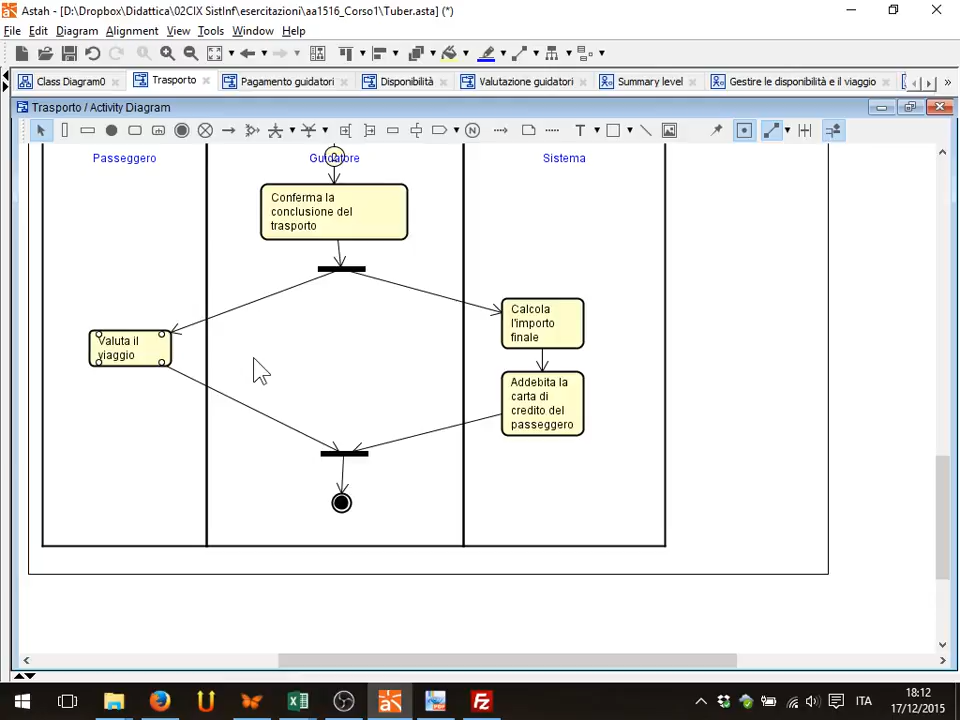 Astah - [D:\Dropbox\Didattica\02CIX SistInf\esercitazioni\aa1516_Corso1\Tuber.asta] (*)
File Edit Diagram Alignment View Tools Window Help
Class Diagram0 Trasporto Pagamento guidatori Disponibilità Valutazione guidatori Summary level Gestire le disponibilità e il viaggio
Trasporto / Activity Diagram
Passeggero Guidatore Sistema
Conferma la
conclusione del
trasporto
Calcola
l'importo
finale
Valuta il
viaggio
Addebita la
carta di
credito del
passeggero
ITA
18:12
17/12/2015